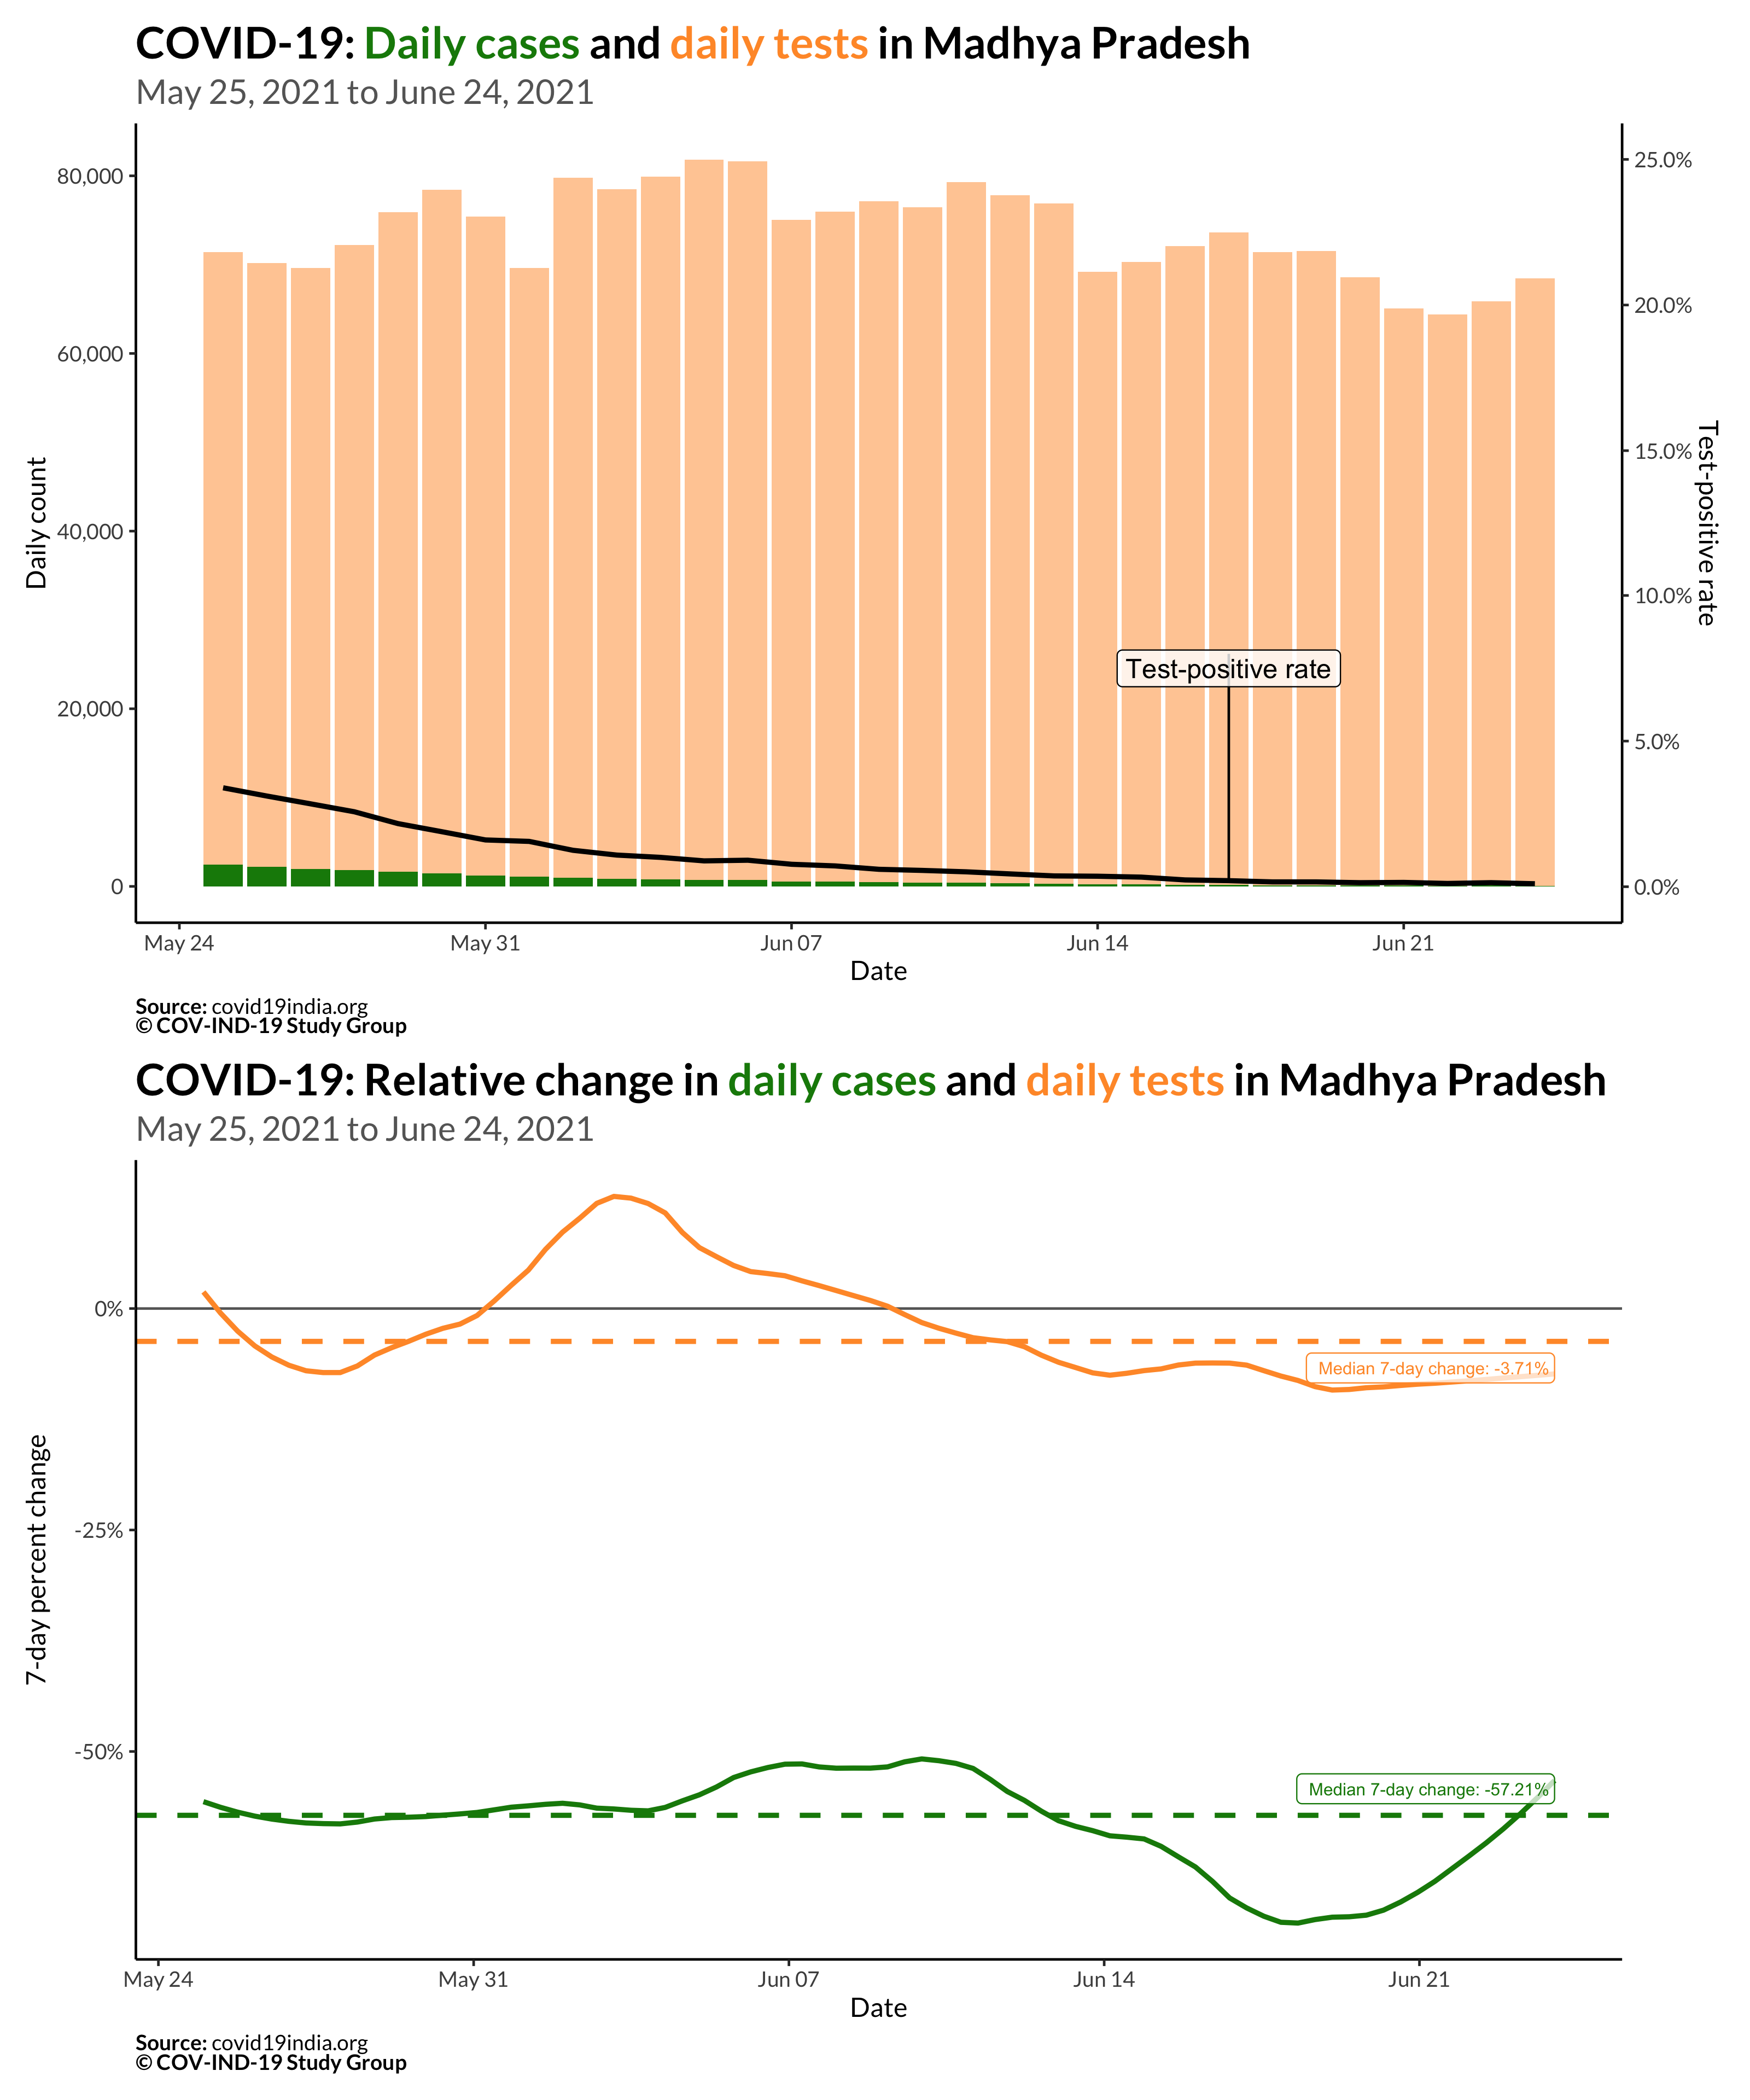 COVID-19: Daily cases and daily tests in Madhya Pradesh
May 25, 2021 to June 24, 2021
80,000
60,000
40,000
20,000
0
Daily count
25.0%
20.0%
15.0%
10.0%
5.0%
0.0%
Test-positive rate
Test-positive rate
May 24
May 31
Jun 07
Jun 14
Jun 21
Date
Source: covid19india.org
© COV-IND-19 Study Group
COVID-19: Relative change in daily cases and daily tests in Madhya Pradesh
May 25, 2021 to June 24, 2021
0%
-25%
-50%
7-day percent change
Median 7-day change: -3.71%
Median 7-day change: -57.21%
May 24
May 31
Jun 07
Jun 14
Jun 21
Date
Source: covid19india.org
© COV-IND-19 Study Group